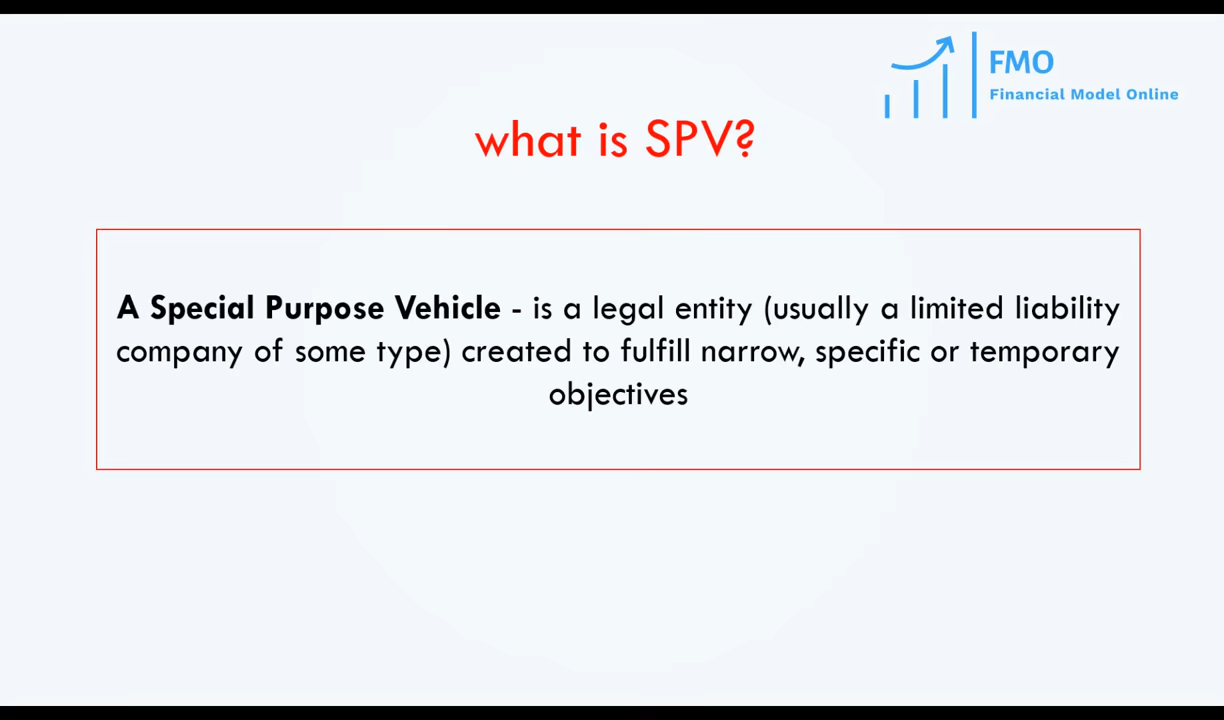 FMO
Financial Model Online
what is SPV?
A Special Purpose Vehicle - is a legal entity (usually a limited liability
company of some type) created to fulfill narrow, specific or temporary
objectives